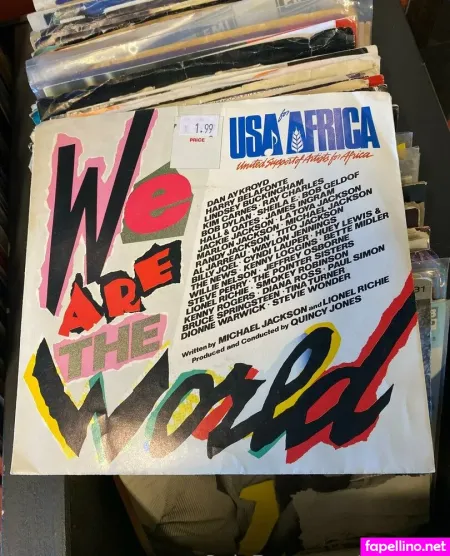 1.99
PRICE
USA for AFRICA
United Support of Artists for Africa
We
ARE
THE
World
DAN AYKROYD
HARRY BELAFONTE
LINDSEY BUCKINGHAM
KIM CARNES · RAY CHARLES
BOB DYLAN · SHEILA E. · BOB GELDOF
HALL & OATES · JAMES INGRAM
JACKIE JACKSON · LA TOYA JACKSON
MARLON JACKSON · MICHAEL JACKSON
RANDY JACKSON · TITO JACKSON
AL JARREAU · WAYLON JENNINGS
BILLY JOEL · CYNDI LAUPER · HUEY LEWIS &
THE NEWS · KENNY LOGGINS · BETTE MIDLER
WILLIE NELSON · JEFFREY OSBORNE
STEVE PERRY · THE POINTER SISTERS
LIONEL RICHIE · SMOKEY ROBINSON
KENNY ROGERS · DIANA ROSS · PAUL SIMON
BRUCE SPRINGSTEEN · TINA TURNER
DIONNE WARWICK · STEVIE WONDER
Written by MICHAEL JACKSON and LIONEL RICHIE
Produced and Conducted by QUINCY JONES
fapellino.net